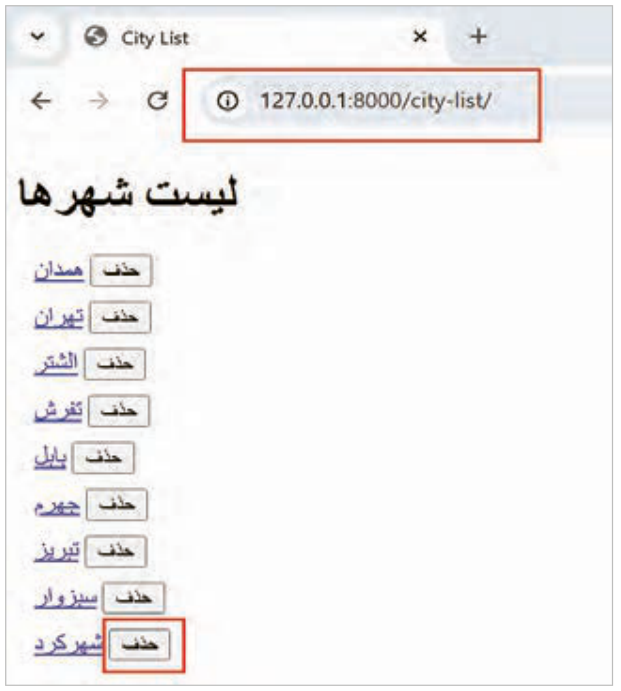 City List
127.0.0.1:8000/city-list/
لیست شهرها
همدان حذف
تهران حذف
الشتر حذف
تفرش حذف
بابل حذف
جهرم حذف
تبریز حذف
سبزوار حذف
شهرکرد حذف